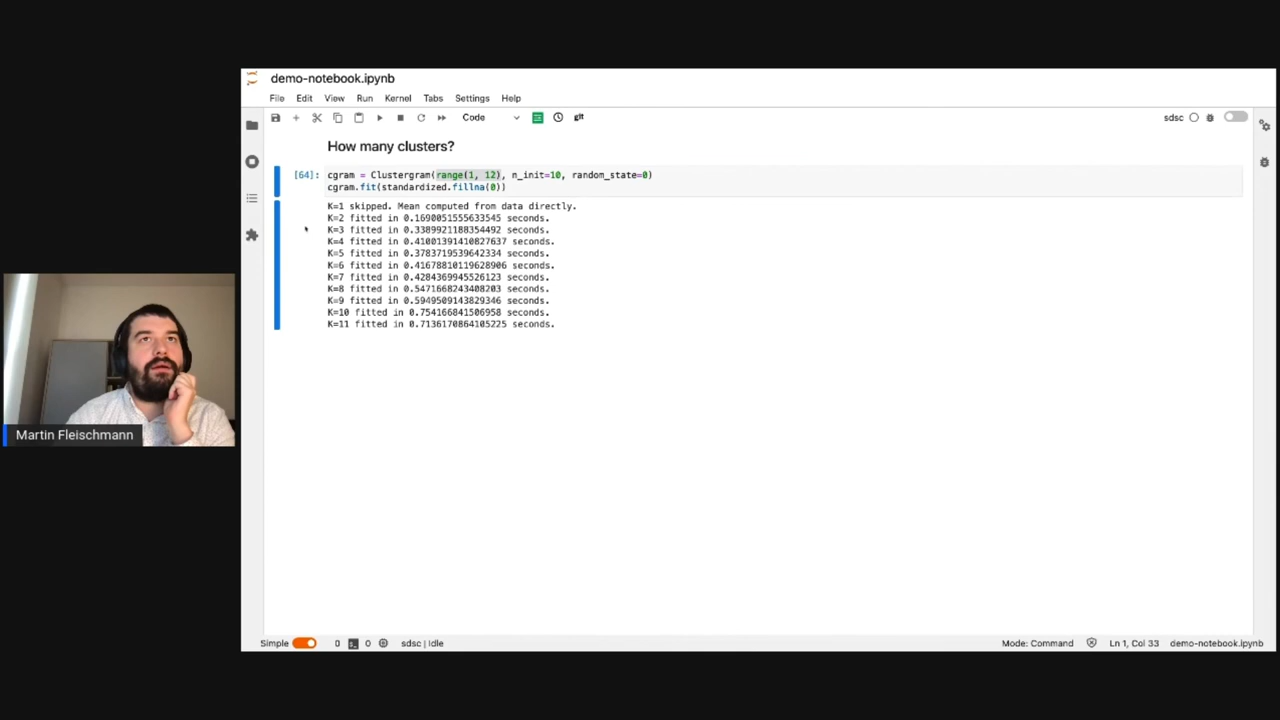 demo-notebook.ipynb
File Edit View Run Kernel Tabs Settings Help
Code git sdsc
How many clusters?
[64]: cgram = Clustergram(range(1, 12), n_init=10, random_state=0)
cgram.fit(standardized.fillna(0))
K=1 skipped. Mean computed from data directly.
K=2 fitted in 0.1690051555633545 seconds.
K=3 fitted in 0.3389921188354492 seconds.
K=4 fitted in 0.41001391410827637 seconds.
K=5 fitted in 0.3783719539642334 seconds.
K=6 fitted in 0.41678810119628906 seconds.
K=7 fitted in 0.4284369945526123 seconds.
K=8 fitted in 0.5471668243408203 seconds.
K=9 fitted in 0.5949509143829346 seconds.
K=10 fitted in 0.754166841506958 seconds.
K=11 fitted in 0.7136170864105225 seconds.
Martin Fleischmann
Simple 0 0 sdsc | Idle Mode: Command Ln 1, Col 33 demo-notebook.ipynb